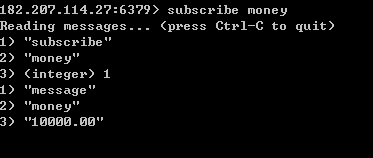 182.207.114.27:6379> subscribe money
Reading messages... (press Ctrl-C to quit)
1) "subscribe"
2) "money"
3) (integer) 1
1) "message"
2) "money"
3) "10000.00"